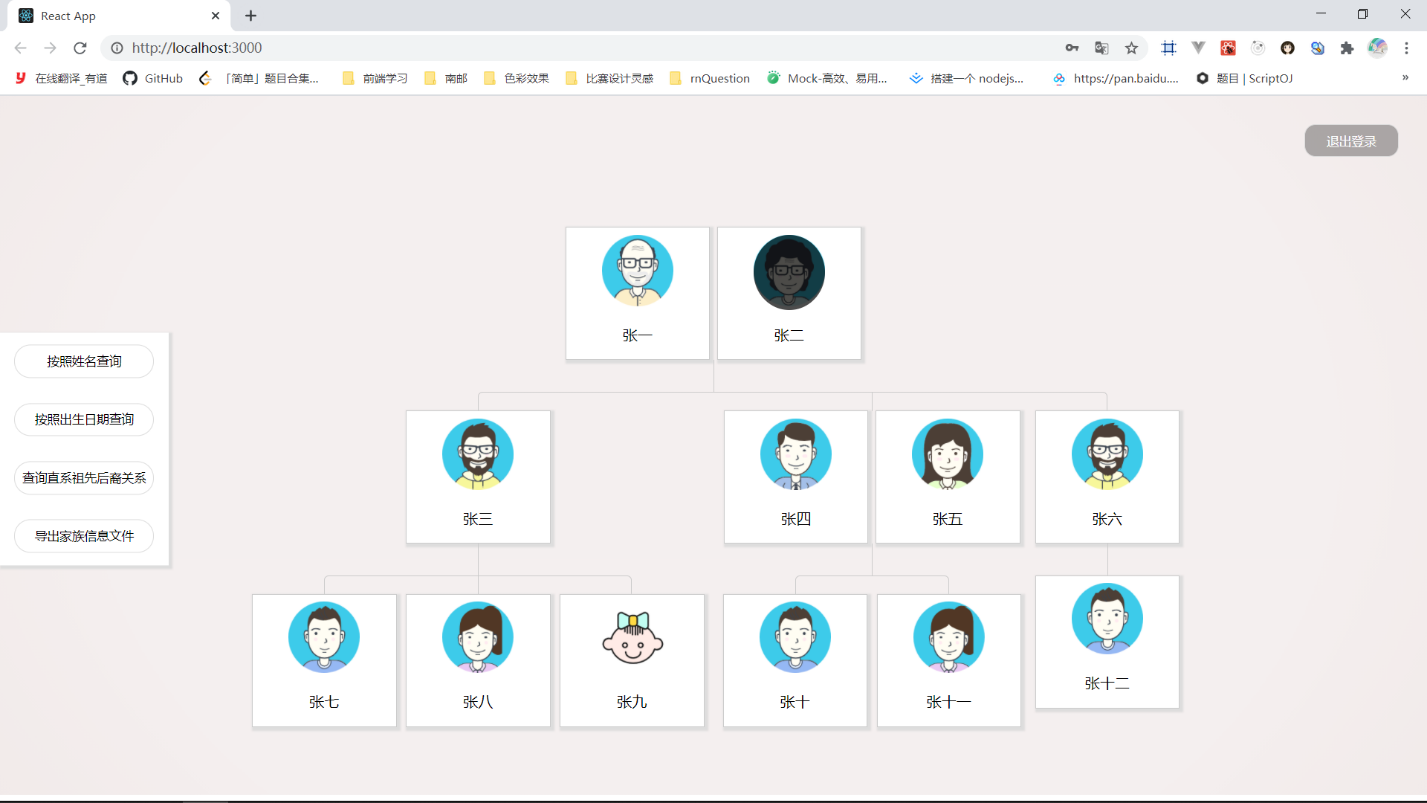 React App
http://localhost:3000
在线翻译_有道 GitHub 「简单」题目合集... 前端学习 南邮 色彩效果 比赛设计灵感 rnQuestion Mock-高效、易用... 搭建一个 nodejs... https://pan.baidu.... 题目 | ScriptOJ »
退出登录
张一 张二
按照姓名查询
按照出生日期查询
查询直系祖先后裔关系
导出家族信息文件
张三 张四 张五 张六
张七 张八 张九 张十 张十一 张十二